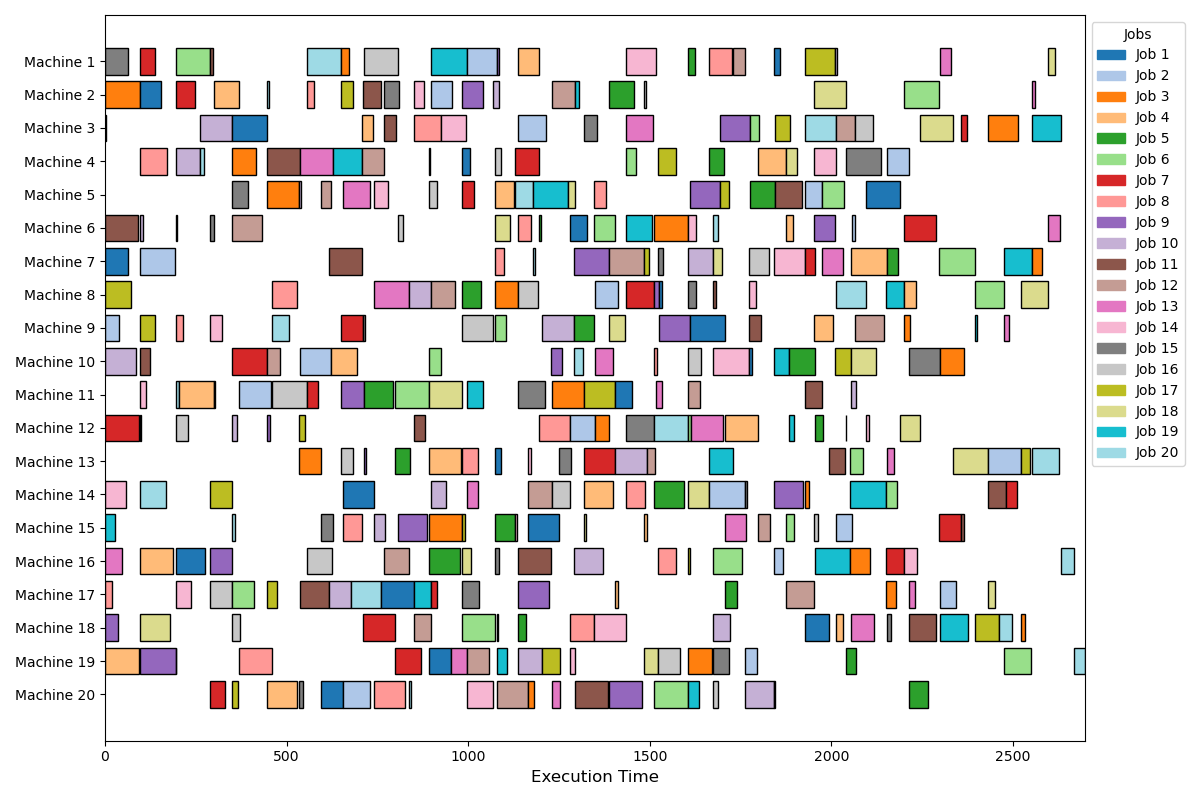 Machine 1
Machine 2
Machine 3
Machine 4
Machine 5
Machine 6
Machine 7
Machine 8
Machine 9
Machine 10
Machine 11
Machine 12
Machine 13
Machine 14
Machine 15
Machine 16
Machine 17
Machine 18
Machine 19
Machine 20
0 500 1000 1500 2000 2500
Execution Time
Jobs
Job 1
Job 2
Job 3
Job 4
Job 5
Job 6
Job 7
Job 8
Job 9
Job 10
Job 11
Job 12
Job 13
Job 14
Job 15
Job 16
Job 17
Job 18
Job 19
Job 20